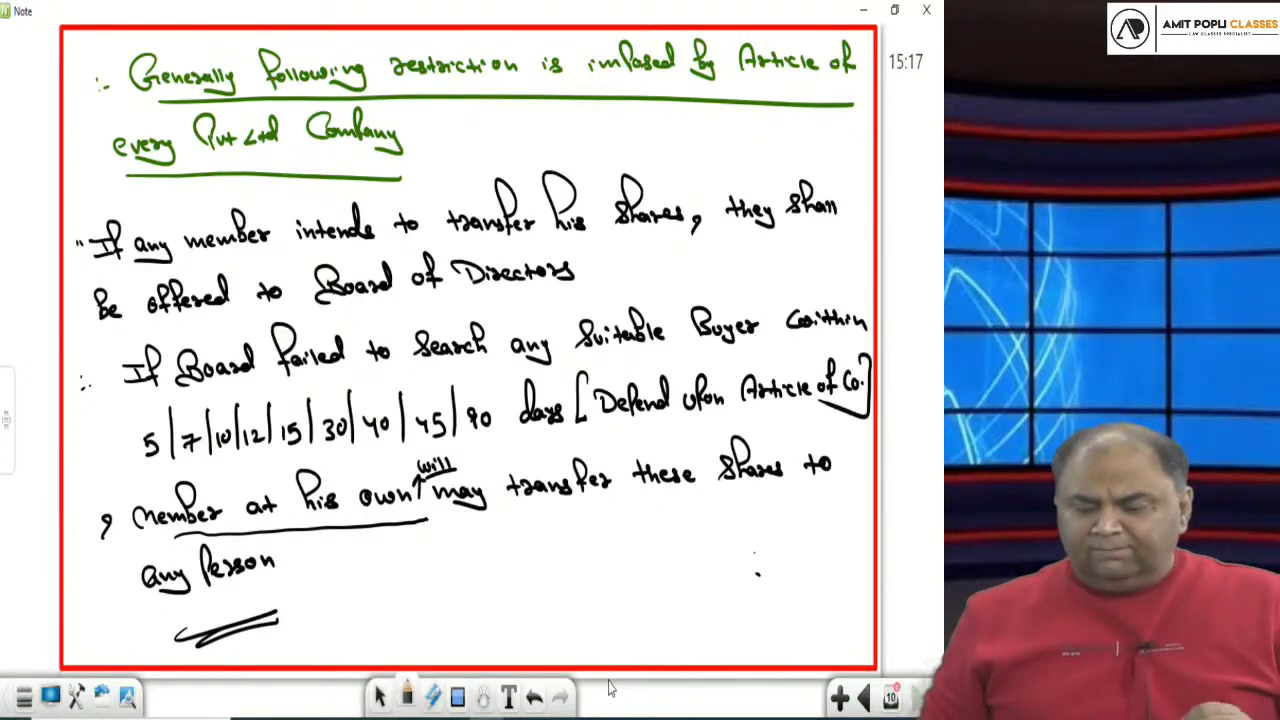 Note
AMIT POPLI CLASSES
LAW CLASSES SPECIALIST
15:17
∴ Generally following restriction is imposed by Article of
every Pvt Ltd Company
"If any member intends to transfer his shares, they shall
be offered to Board of Directors
∴ If Board failed to search any suitable Buyer within
5/7/10/12/15/30/40/45/90 days [Depend upon Article of Co.]
, member at his own will may transfer these shares to
any Person
10